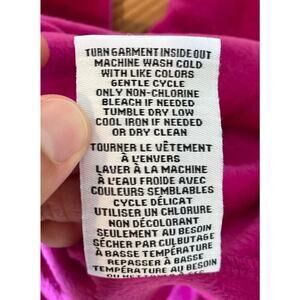 TURN GARMENT INSIDE OUT
MACHINE WASH COLD
WITH LIKE COLORS
GENTLE CYCLE
ONLY NON-CHLORINE
BLEACH IF NEEDED
TUMBLE DRY LOW
COOL IRON IF NEEDED
OR DRY CLEAN
TOURNER LE VÊTEMENT
À L'ENVERS
LAVER À LA MACHINE
À L'EAU FROIDE AVEC
COULEURS SEMBLABLES
CYCLE DÉLICAT
UTILISER UN CHLORURE
NON DÉCOLORANT
SEULEMENT AU BESOIN
SÉCHER PAR CULBUTAGE
À BASSE TEMPÉRATURE
REPASSER À BASSE
TEMPÉRATURE AU BESOIN